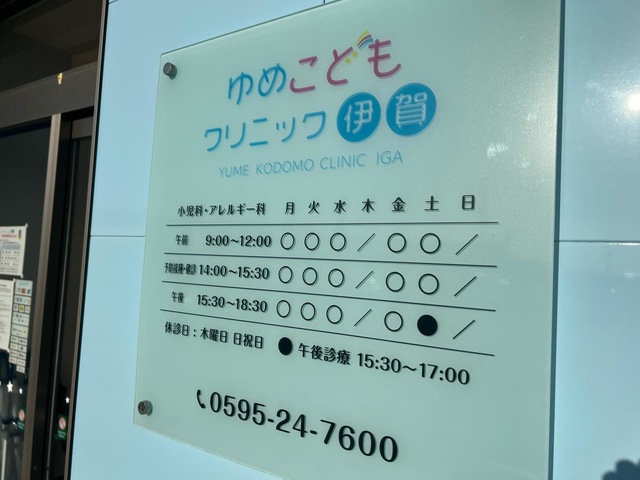 ゆめこども
クリニック伊賀
YUME KODOMO CLINIC IGA
小児科・アレルギー科 月 火 水 木 金 土 日
午前 9:00〜12:00 ○ ○ ○ ／ ○ ○ ／
予防接種・健診 14:00〜15:30 ○ ○ ○ ／ ○ ○ ／
午後 15:30〜18:30 ○ ○ ○ ／ ○ ● ／
休診日：木曜日 日祝日 ●午後診療 15:30〜17:00
0595-24-7600